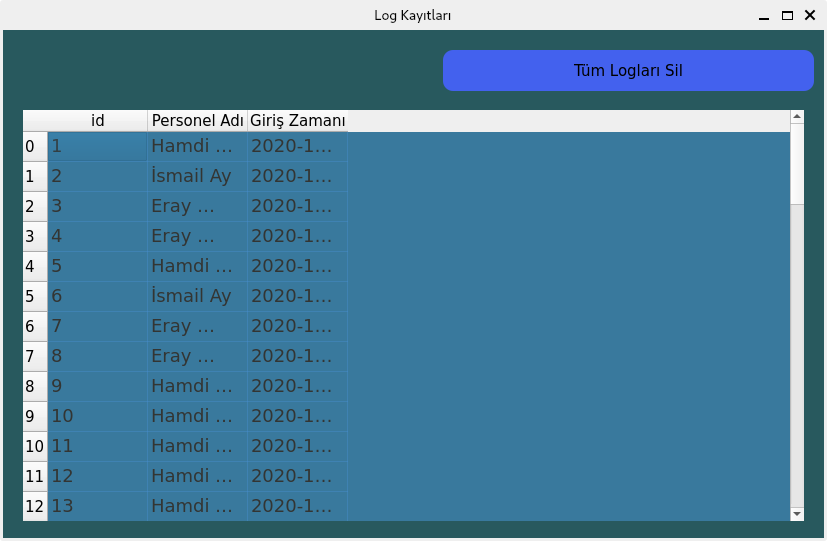 Log Kayıtları
Tüm Logları Sil
id Personel Adı Giriş Zamanı
0 1 Hamdi ... 2020-1...
1 2 İsmail Ay 2020-1...
2 3 Eray ... 2020-1...
3 4 Eray ... 2020-1...
4 5 Hamdi ... 2020-1...
5 6 İsmail Ay 2020-1...
6 7 Eray ... 2020-1...
7 8 Eray ... 2020-1...
8 9 Hamdi ... 2020-1...
9 10 Hamdi ... 2020-1...
10 11 Hamdi ... 2020-1...
11 12 Hamdi ... 2020-1...
12 13 Hamdi ... 2020-1...